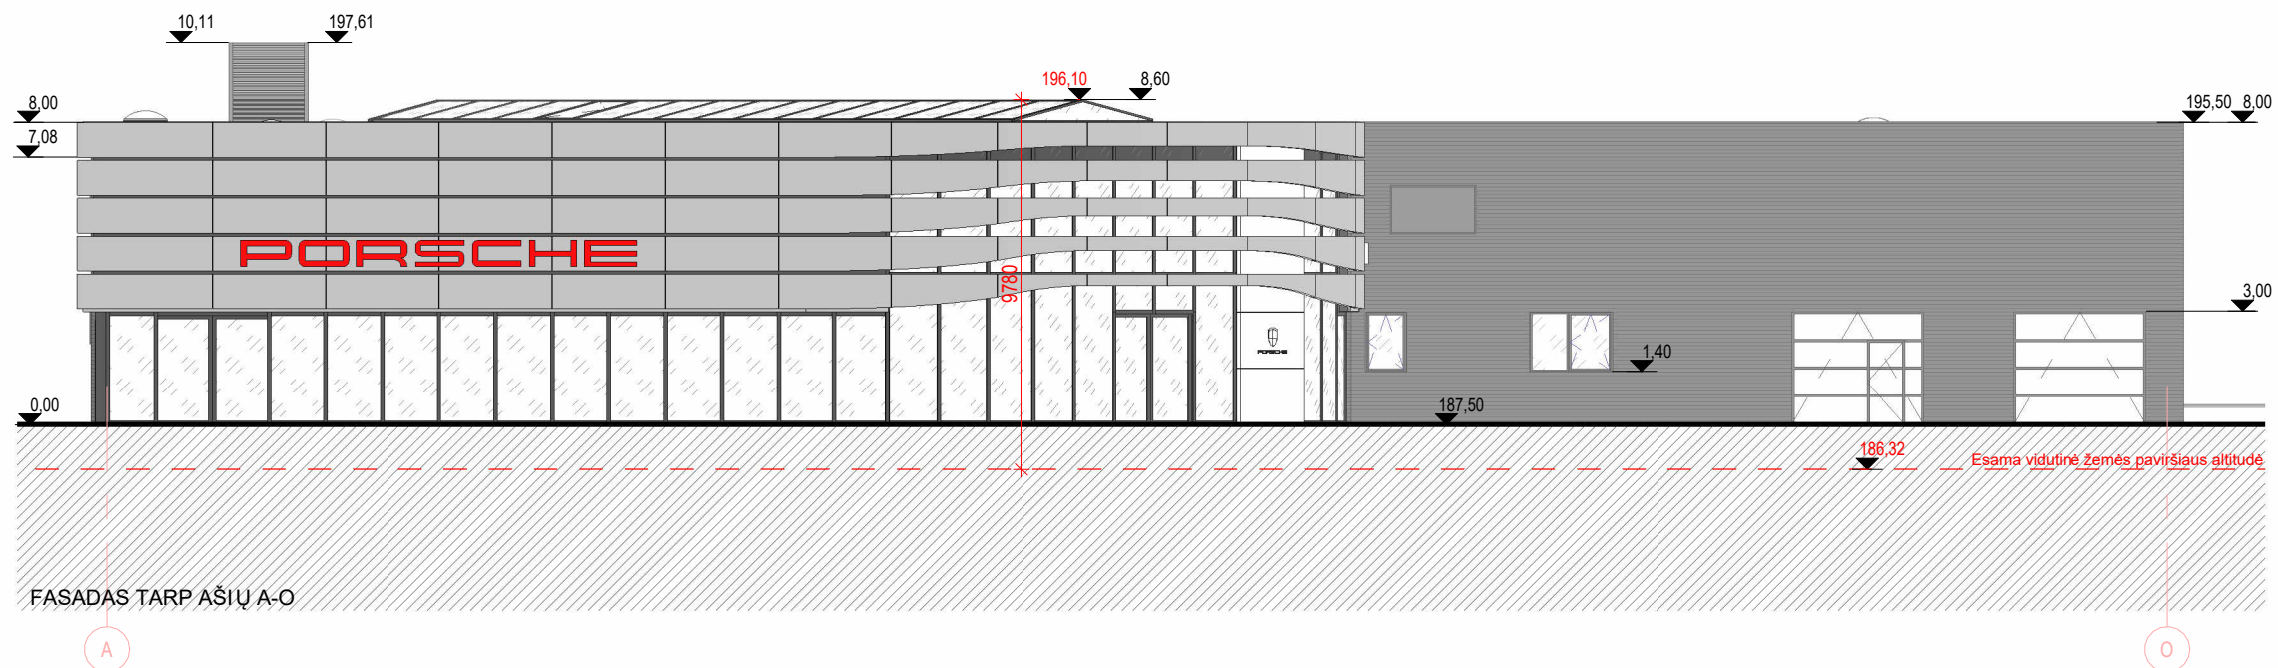 10,11
197,61
196,10
8,60
8,00
195,50
8,00
7,08
PORSCHE
9780
3,00
PORSCHE
1,40
0,00
187,50
186,32
Esama vidutinė žemės paviršiaus altitudė
FASADAS TARP AŠIŲ A-O
A
O